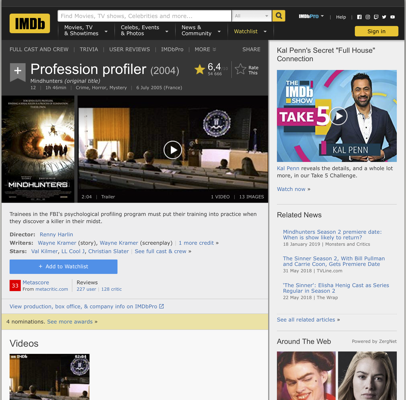 IMDb
Find Movies, TV shows, Celebrities and more...
All
IMDbPro
Help
Movies, TV & Showtimes
Celebs, Events & Photos
News & Community
Watchlist
Sign in
FULL CAST AND CREW | TRIVIA | USER REVIEWS | IMDbPro | MORE
SHARE
Profession profiler (2004)
Mindhunters (original title)
12 | 1h 46min | Crime, Horror, Mystery | 6 July 2005 (France)
6,4
Rate This
MINDHUNTERS
2:04 | Trailer
1 VIDEO | 13 IMAGES
Trainees in the FBI's psychological profiling program must put their training into practice when
they discover a killer in their midst.
Director: Renny Harlin
Writers: Wayne Kramer (story), Wayne Kramer (screenplay) | 1 more credit »
Stars: Val Kilmer, LL Cool J, Christian Slater | See full cast & crew »
+ Add to Watchlist
33
Metascore
From metacritic.com
Reviews
227 user | 128 critic
View production, box office, & company info on IMDbPro
4 nominations. See more awards »
Videos
Kal Penn's Secret "Full House" Connection
THE IMDb SHOW
TAKE 5
KAL PENN
Kal Penn reveals the details, and a whole lot more, in our Take 5 Challenge.
Watch now »
Related News
Mindhunters Season 2 premiere date: When is show likely to return?
18 January 2019 | Monsters and Critics
The Sinner Season 2, With Bill Pullman and Carrie Coon, Gets Premiere Date
31 May 2018 | TVLine.com
'The Sinner': Elisha Henig Cast as Series Regular in Season 2
22 May 2018 | The Wrap
See all related articles »
Around The Web
Powered by ZergNet